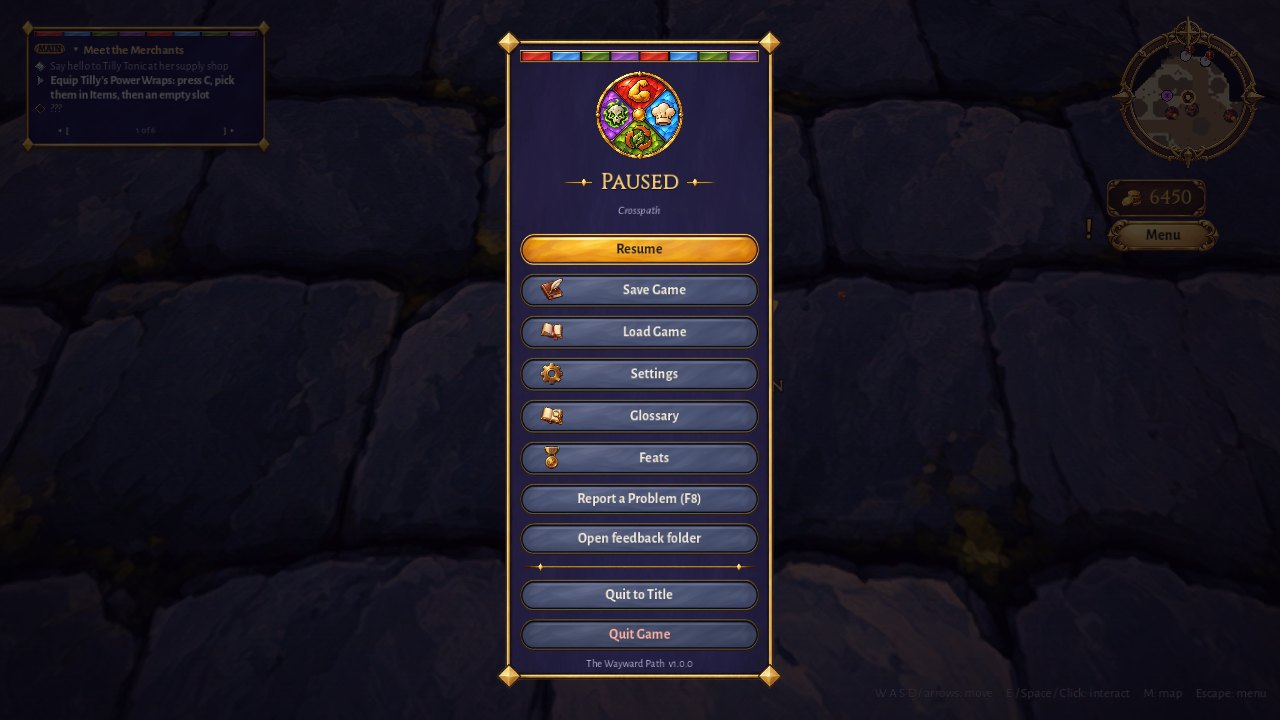 MAIN ▾ Meet the Merchants
Say hello to Tilly Tonic at her supply shop
Equip Tilly's Power Wraps: press C, pick
them in Items, then an empty slot
???
1 of 6
PAUSED
Crosspath
Resume
Save Game
Load Game
Settings
Glossary
Feats
Report a Problem (F8)
Open feedback folder
Quit to Title
Quit Game
The Wayward Path v1.0.0
6450
! Menu
N
W A S D / arrows: move E / Space / Click: interact M: map Escape: menu